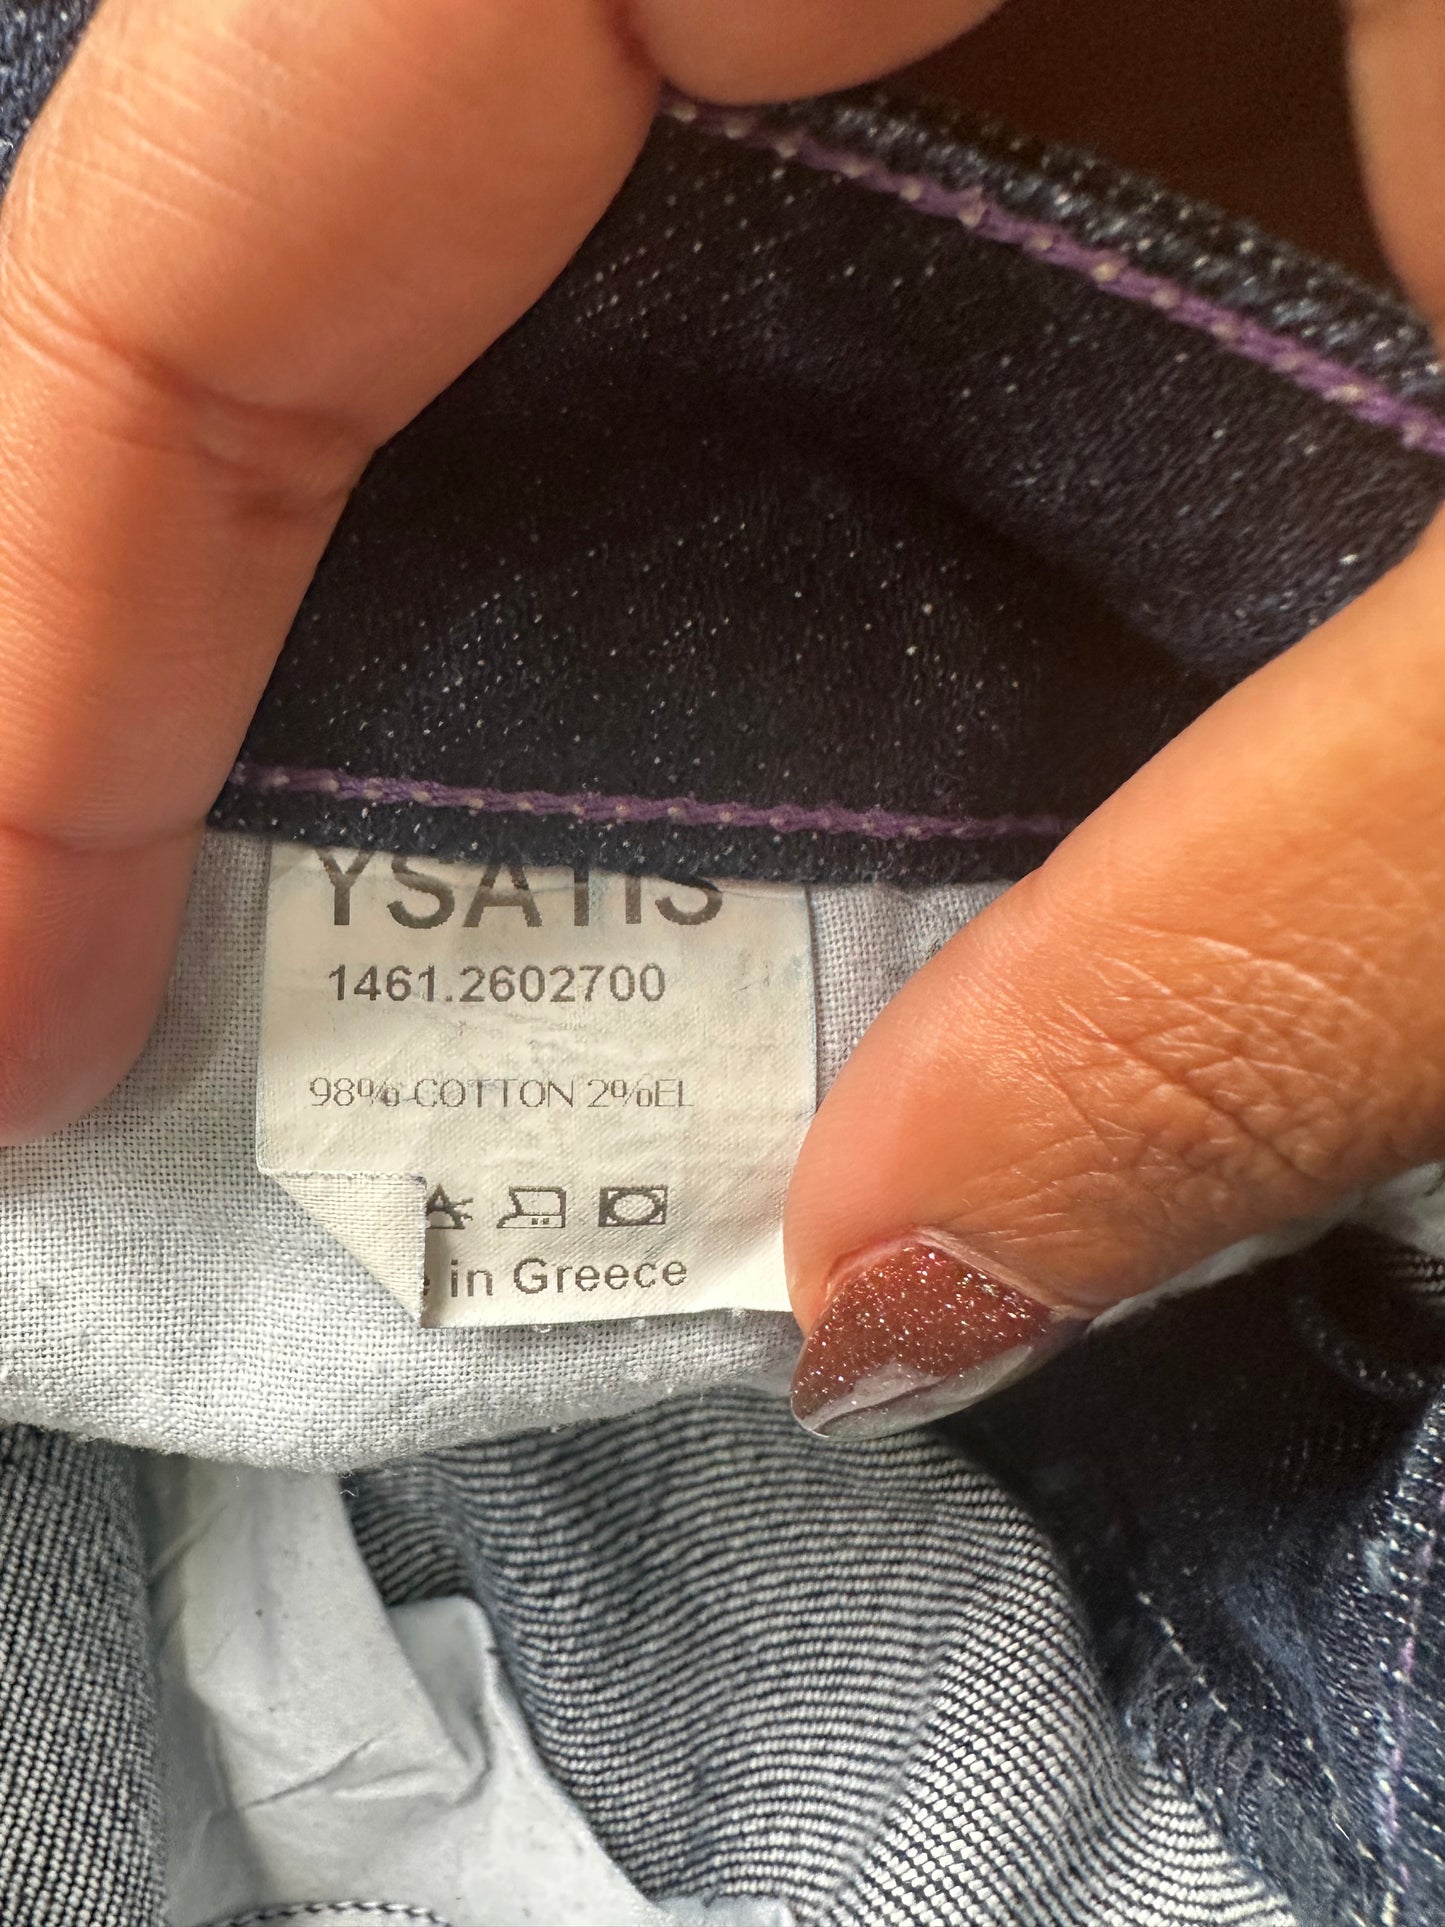 YSATIS
1461.2602700
98% COTTON 2%EL
in Greece